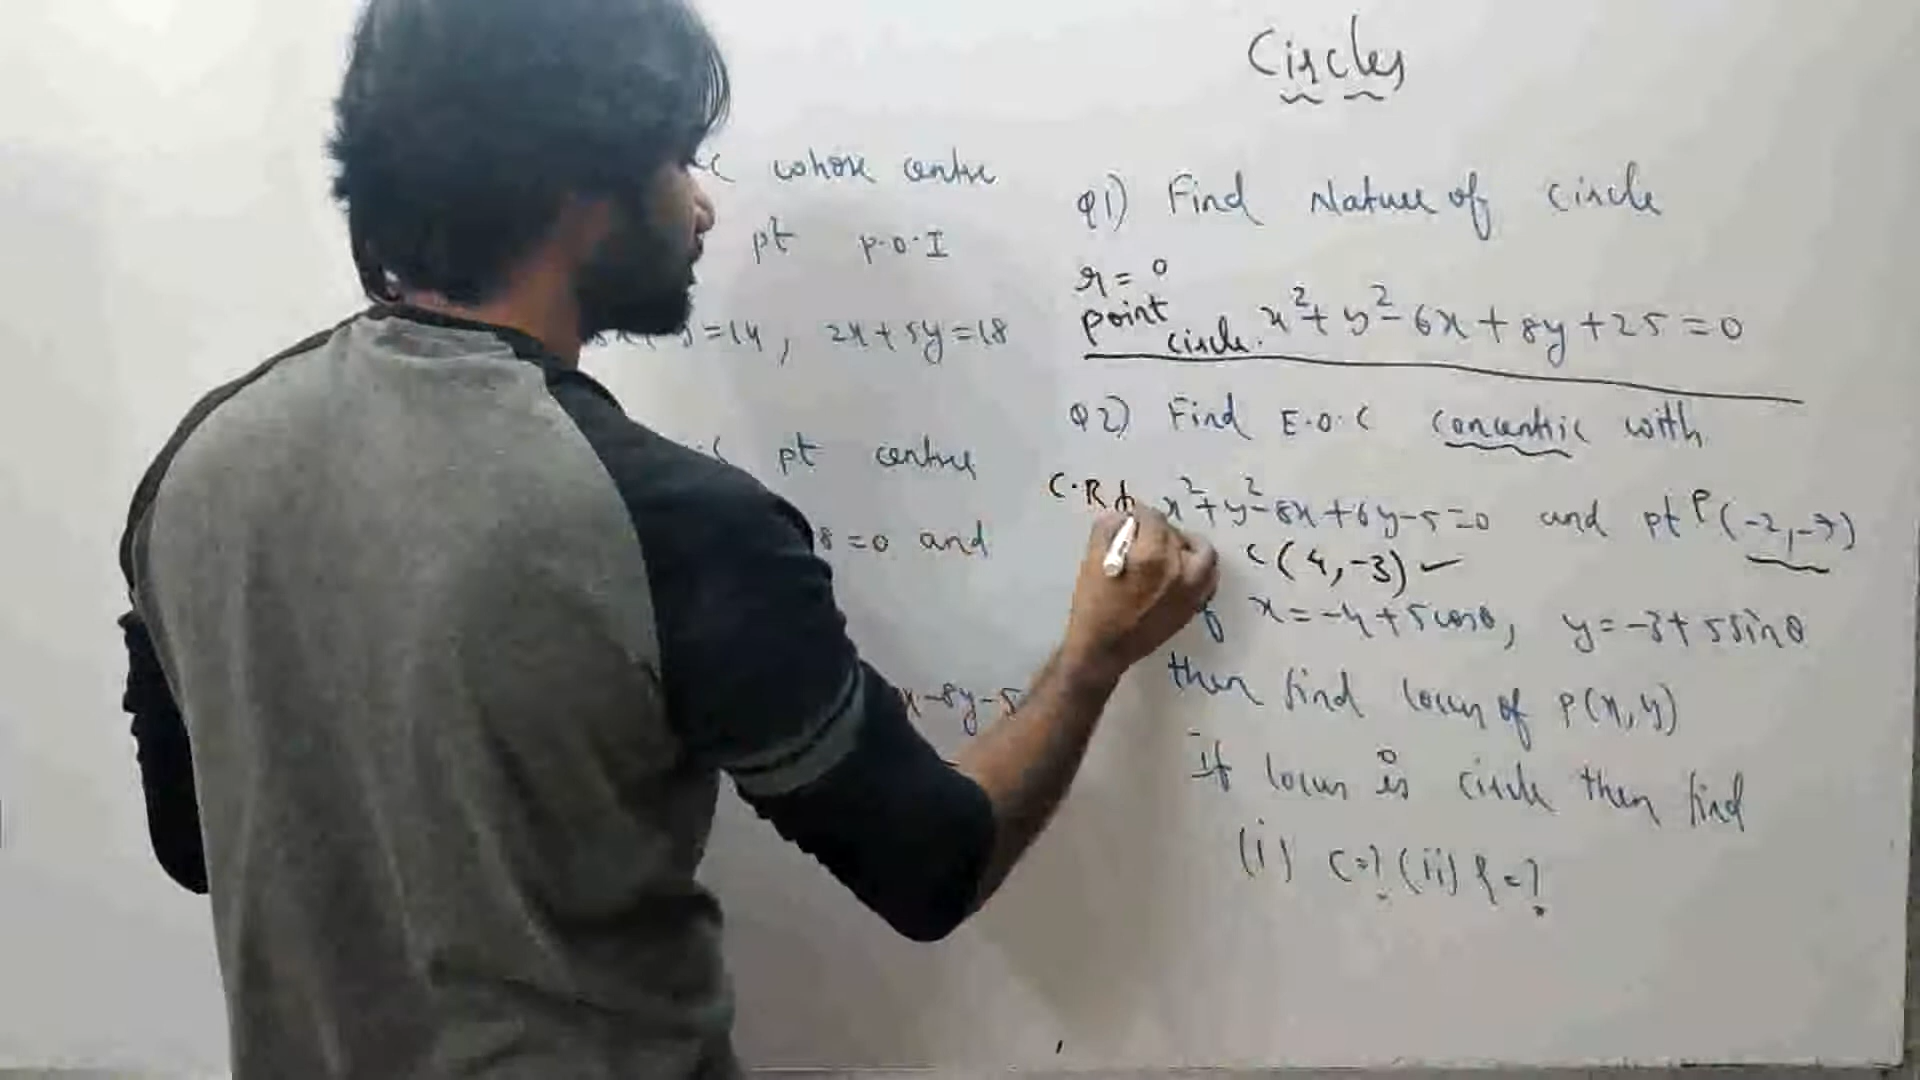 Circles
whose centre
pt P.O.I
=14, 2x+5y=18
pt centre
8=0 and
x-8y-5
Q1) Find Nature of circle
r=0
point
circle. x²+y²-6x+8y+25=0
Q2) Find E.O.C concentric with
C.R x²+y²-8x+6y-5=0 and pt P(-2,-7)
C(4,-3) ✓
x=-4+5cosθ, y=-3+5sinθ
then find locus of P(x,y)
If locus is circle then find
(i) C=? (ii) r=?